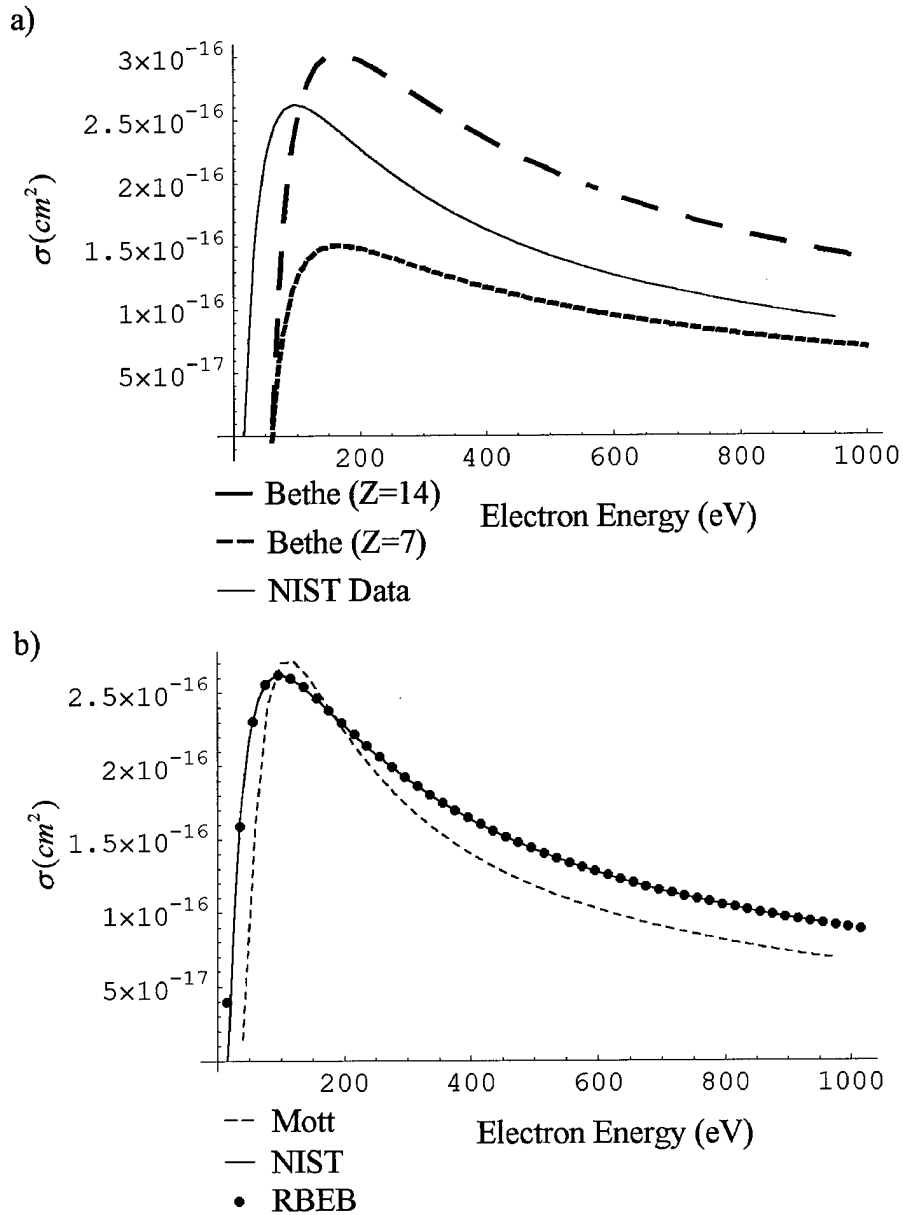 a)
3×10⁻¹⁶
2.5×10⁻¹⁶
2×10⁻¹⁶
1.5×10⁻¹⁶
1×10⁻¹⁶
5×10⁻¹⁷
σ(cm²)
200 400 600 800 1000
Electron Energy (eV)
Bethe (Z=14)
Bethe (Z=7)
NIST Data
b)
2.5×10⁻¹⁶
2×10⁻¹⁶
1.5×10⁻¹⁶
1×10⁻¹⁶
5×10⁻¹⁷
σ(cm²)
200 400 600 800 1000
Electron Energy (eV)
Mott
NIST
RBEB